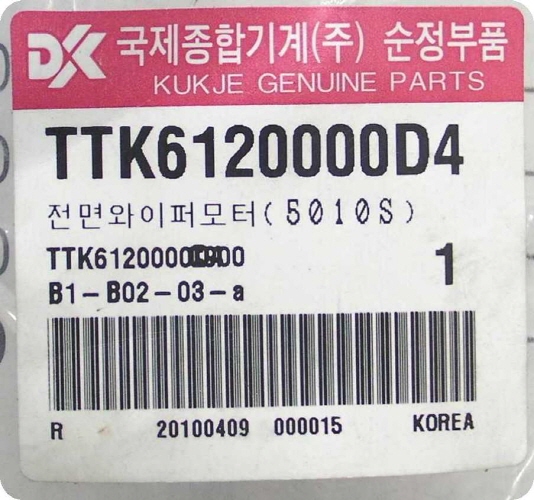 DK 국제종합기계(주) 순정부품
KUKJE GENUINE PARTS
TTK6120000D4
전면와이퍼모터(5010S)
1
B1-B02-03-a
R 20100409 000015 KOREA